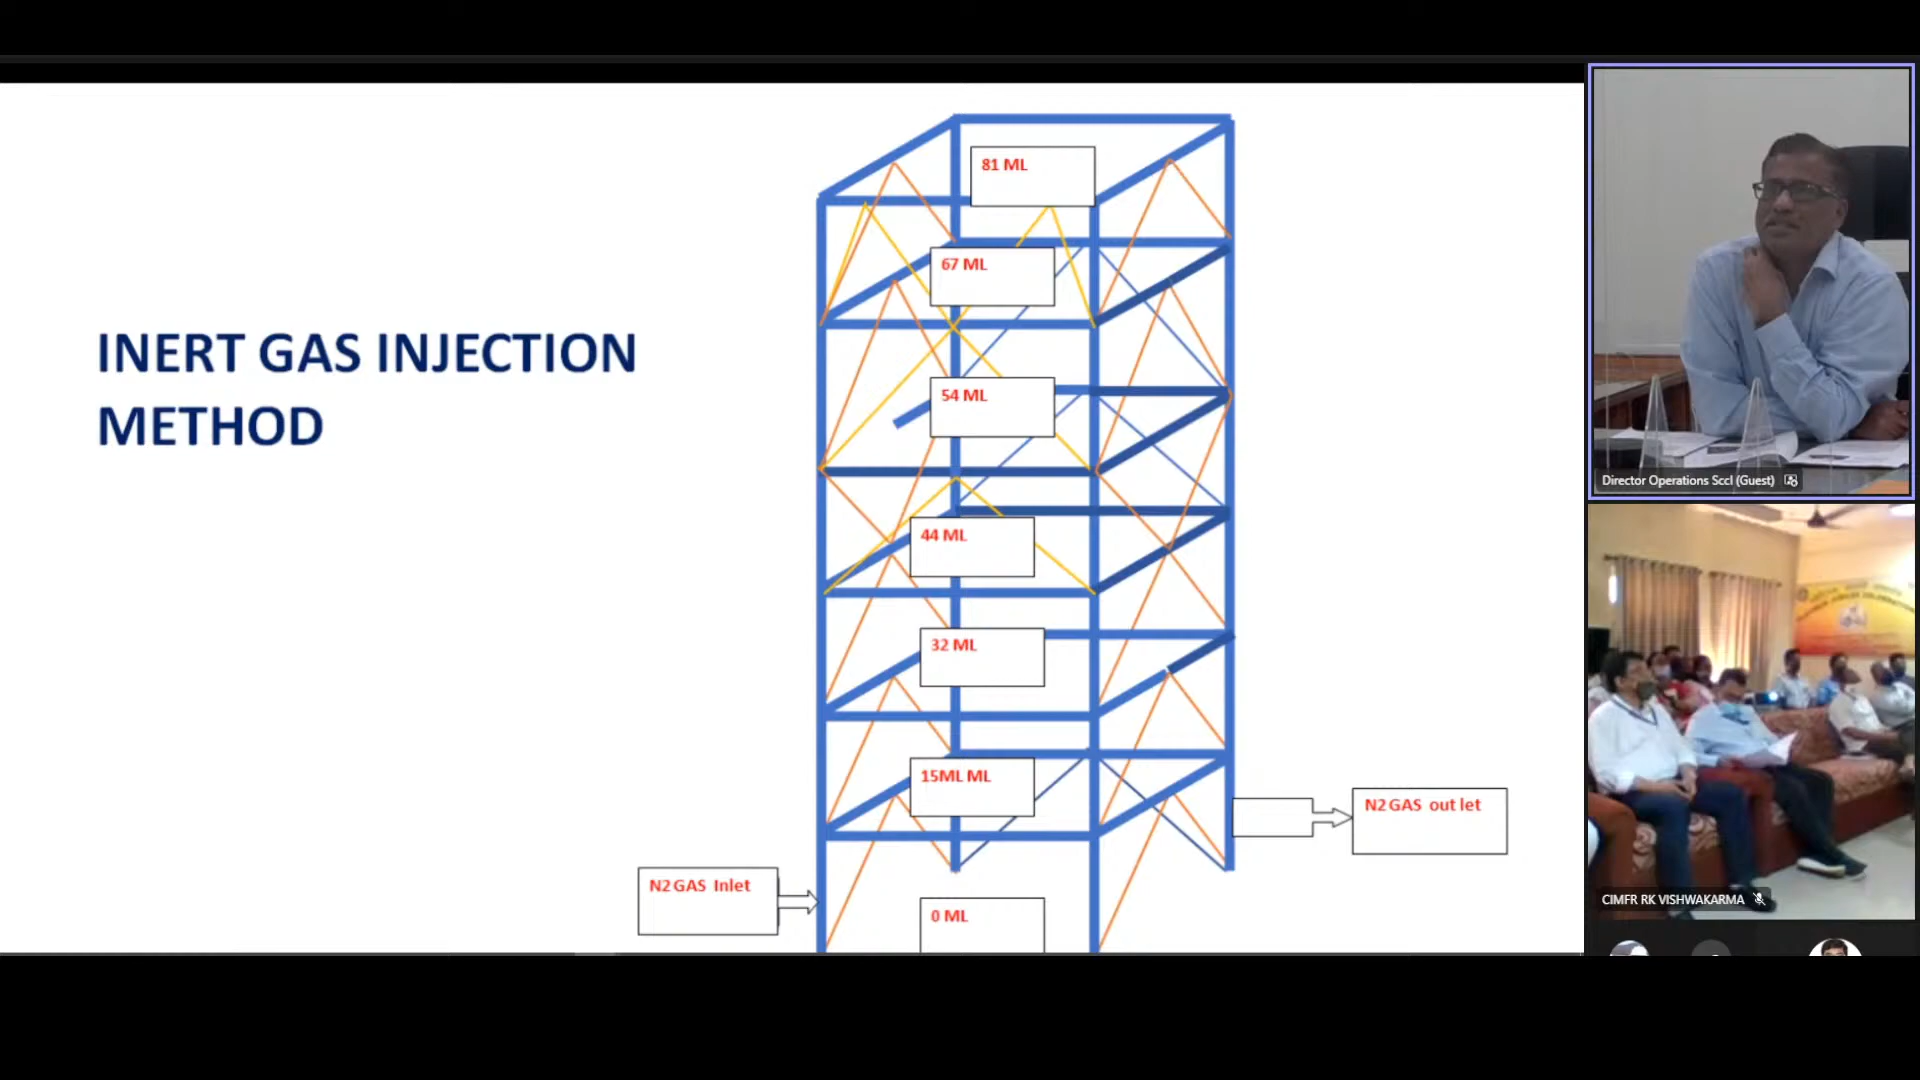 INERT GAS INJECTION
METHOD
81 ML
67 ML
54 ML
44 ML
32 ML
15ML ML
0 ML
N2 GAS Inlet
N2 GAS out let
Director Operations Sccl (Guest)
CIMFR RK VISHWAKARMA